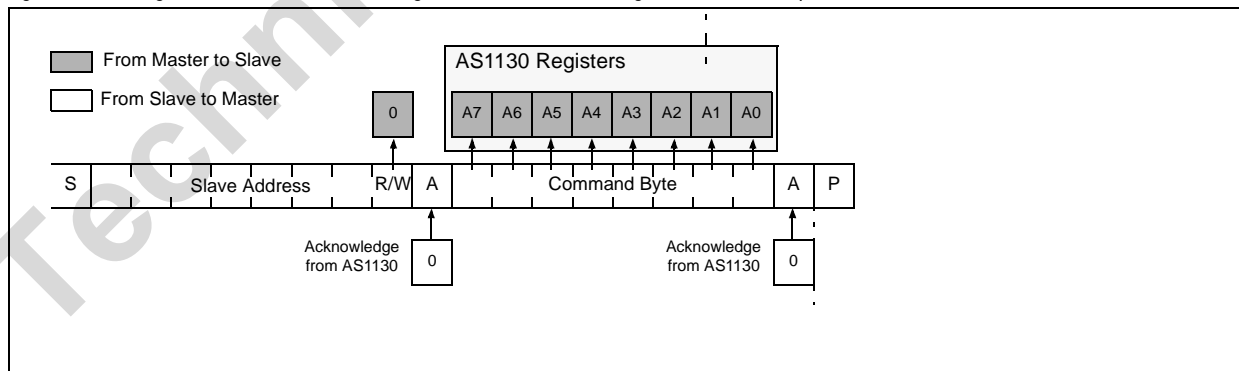 From Master to Slave
From Slave to Master
AS1130 Registers
0 A7 A6 A5 A4 A3 A2 A1 A0
S Slave Address R/W A Command Byte A P
Acknowledge
from AS1130
0
Acknowledge
from AS1130
0
Techn